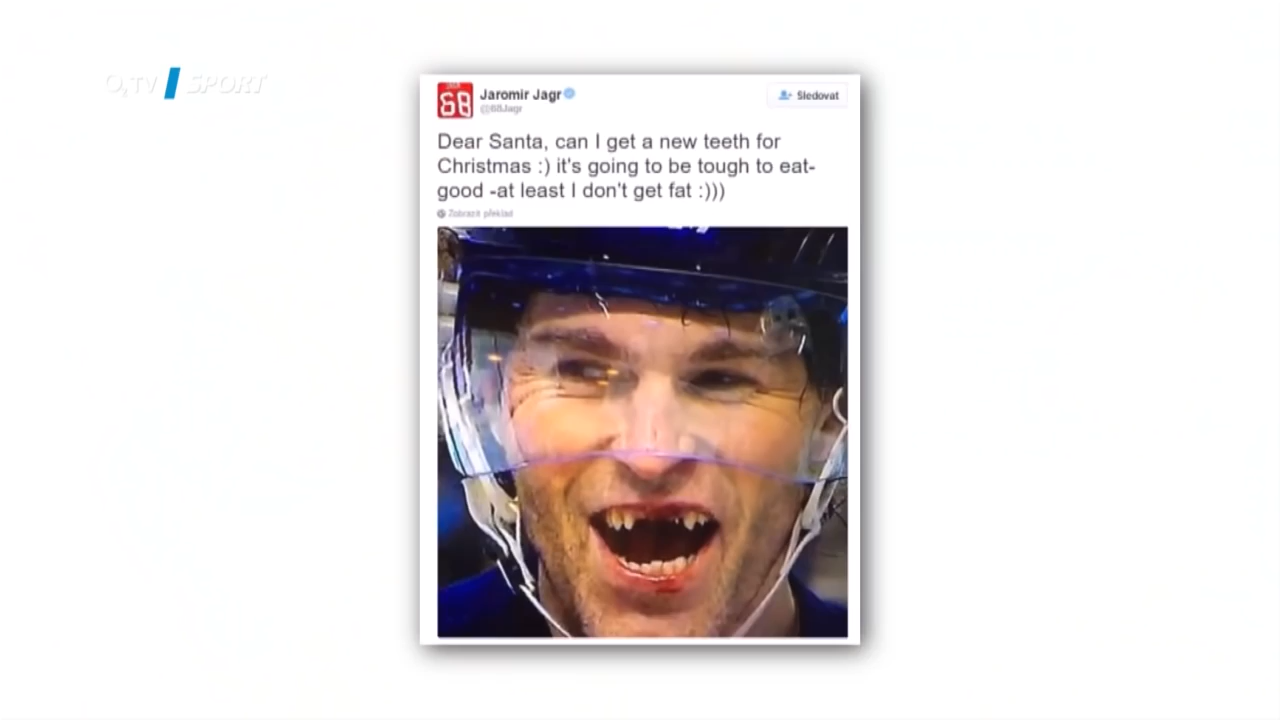 O₂TV SPORT
68
Jaromir Jagr
@68Jagr
Sledovat
Dear Santa, can I get a new teeth for
Christmas :) it's going to be tough to eat-
good -at least I don't get fat :)))
Zobrazit překlad